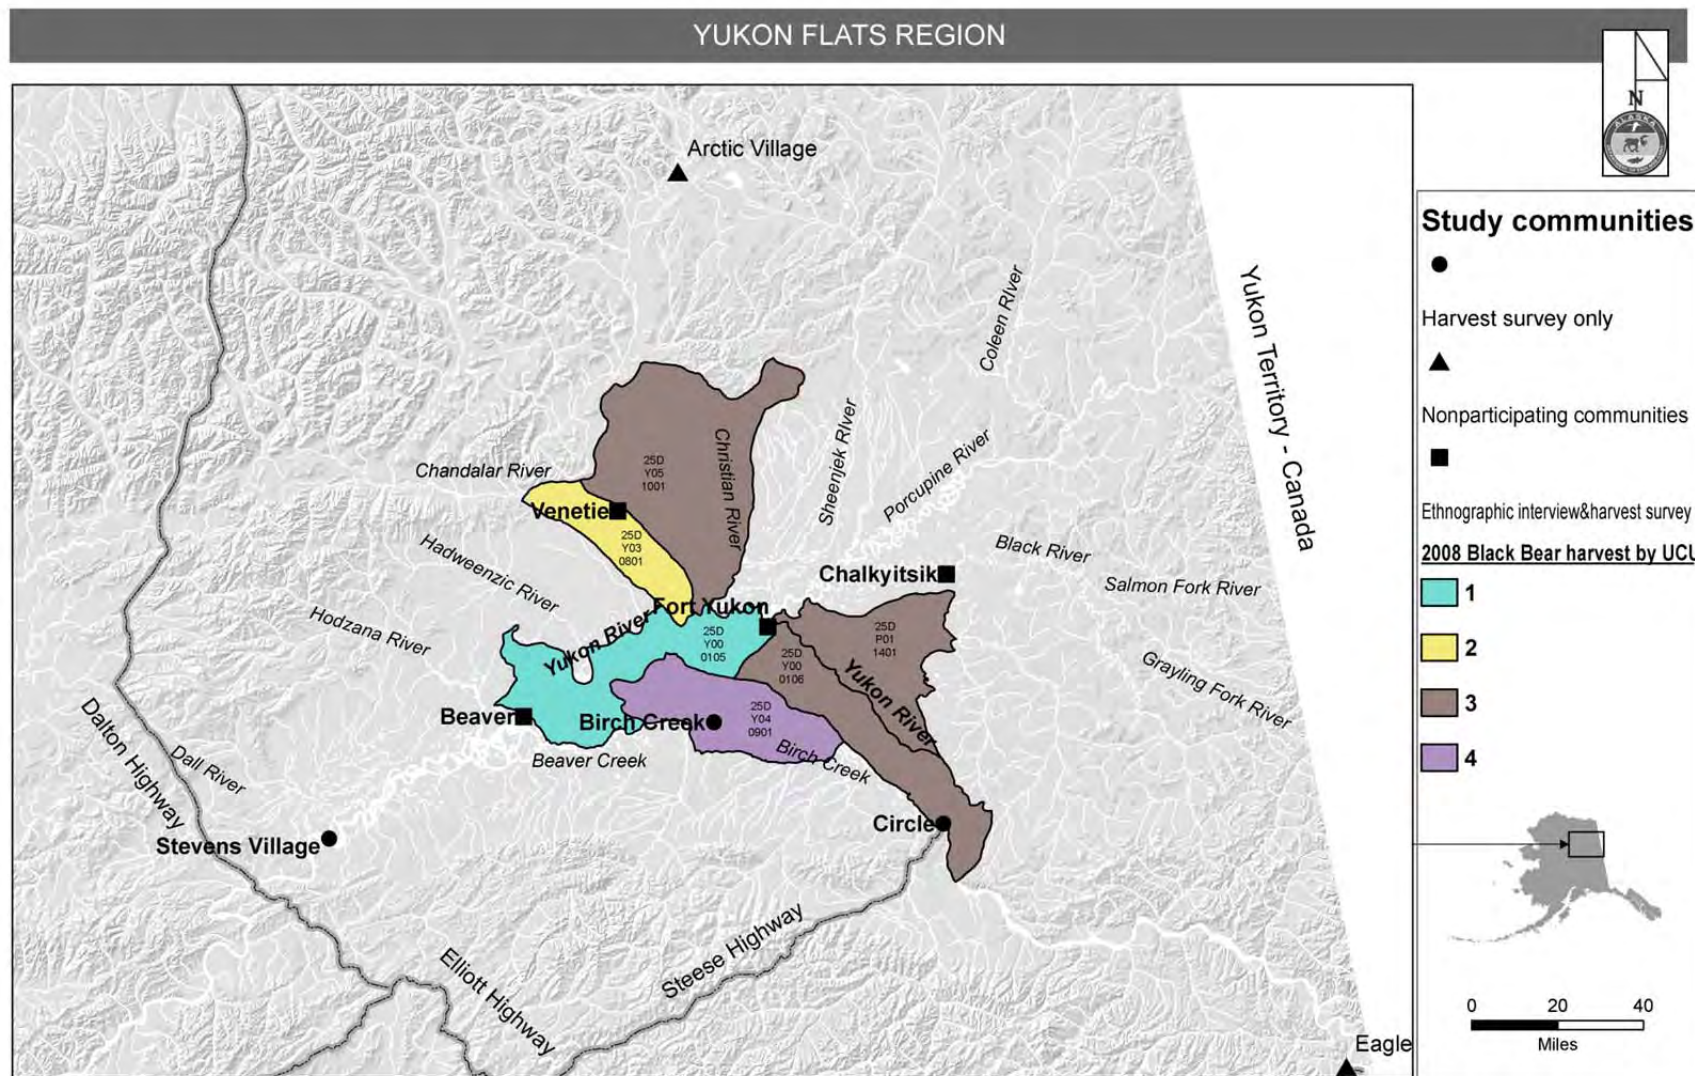 YUKON FLATS REGION
N
ALASKA
Arctic Village
Coleen River
Yukon Territory - Canada
Chandalar River
25D
Y05
1001
Christian River
Sheenjek River
Porcupine River
Venetie
25D
Y03
0801
Hadweenzic River
Black River
Chalkyitsik
Salmon Fork River
Hodzana River
Fort Yukon
Yukon River
25D
Y00
0105
25D
Y00
0106
25D
P01
1401
Yukon River
Grayling Fork River
Beaver
Birch Creek
25D
Y04
0901
Beaver Creek
Birch Creek
Dalton Highway
Dall River
Stevens Village
Circle
Steese Highway
Elliott Highway
Eagle
Study communities
Harvest survey only
Nonparticipating communities
Ethnographic interview&harvest survey
2008 Black Bear harvest by UCU
1
2
3
4
0 20 40
Miles